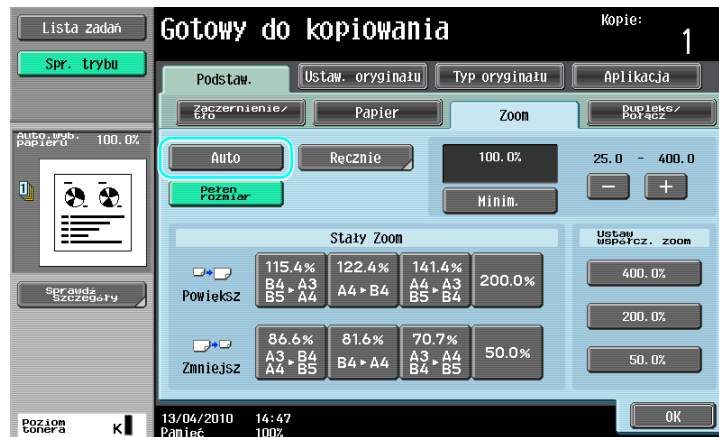 Lista zadań
Gotowy do kopiowania
Kopie:
1
Spr. trybu
Podstaw.
Ustaw. oryginału
Typ oryginału
Aplikacja
Zaczernienie/
tło
Papier
Zoom
Dupleks/
Połącz
Auto.wyb.
papieru
100.0%
Auto
Ręcznie
100.0%
25.0 - 400.0
Pełen
rozmiar
Minim.
- +
Stały Zoom
Ustaw
współcz. zoom
Powiększ
115.4%
B4▸A3
B5▸A4
122.4%
A4▸B4
141.4%
A4▸A3
B5▸B4
200.0%
400.0%
200.0%
Sprawdź
Szczegóły
Zmniejsz
86.6%
A3▸B4
A4▸B5
81.6%
B4▸A4
70.7%
A3▸A4
B4▸B5
50.0%
50.0%
Poziom
tonera
K
13/04/2010 14:47
Pamięć 100%
OK